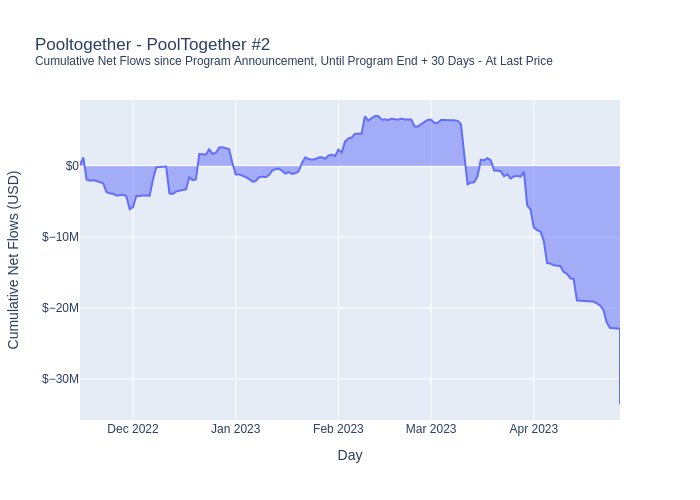 Pooltogether - PoolTogether #2
Cumulative Net Flows since Program Announcement, Until Program End + 30 Days - At Last Price
Cumulative Net Flows (USD)
$0
$−10M
$−20M
$−30M
Dec 2022
Jan 2023
Feb 2023
Mar 2023
Apr 2023
Day